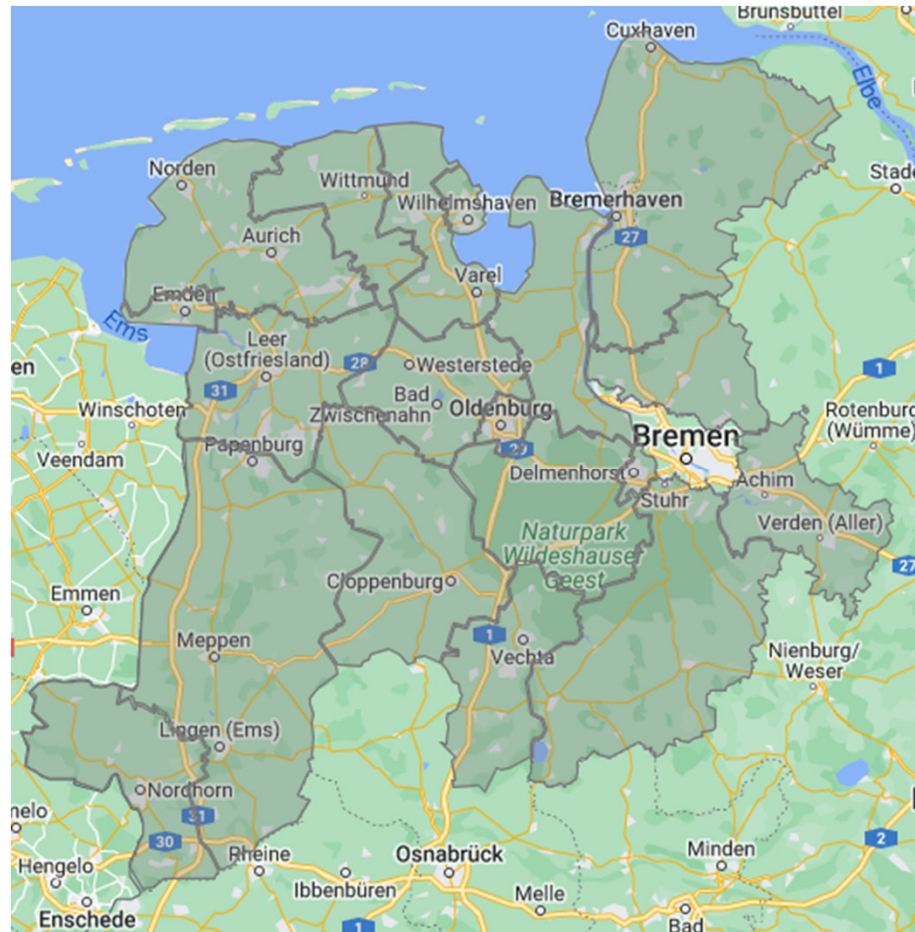 Brunsbüttel
Cuxhaven
Elbe
Norden
Stade
Wittmund
Wilhelmshaven
Bremerhaven
27
Aurich
Varel
Emden
Ems
Leer
(Ostfriesland)
28
Westerstede
en
31
1
Bad
Zwischenahn
Oldenburg
Winschoten
Rotenburg
(Wümme)
Bremen
Papenburg
29
Veendam
Delmenhorst
Stuhr
Achim
Verden (Aller)
Naturpark
Wildeshauser
Geest
27
Cloppenburg
Emmen
1
Meppen
Vechta
Nienburg/
Weser
Lingen (Ems)
Nordhorn
31
melo
30
2
Hengelo
Rheine
Osnabrück
Minden
Ibbenbüren
Melle
Enschede
1
Bad